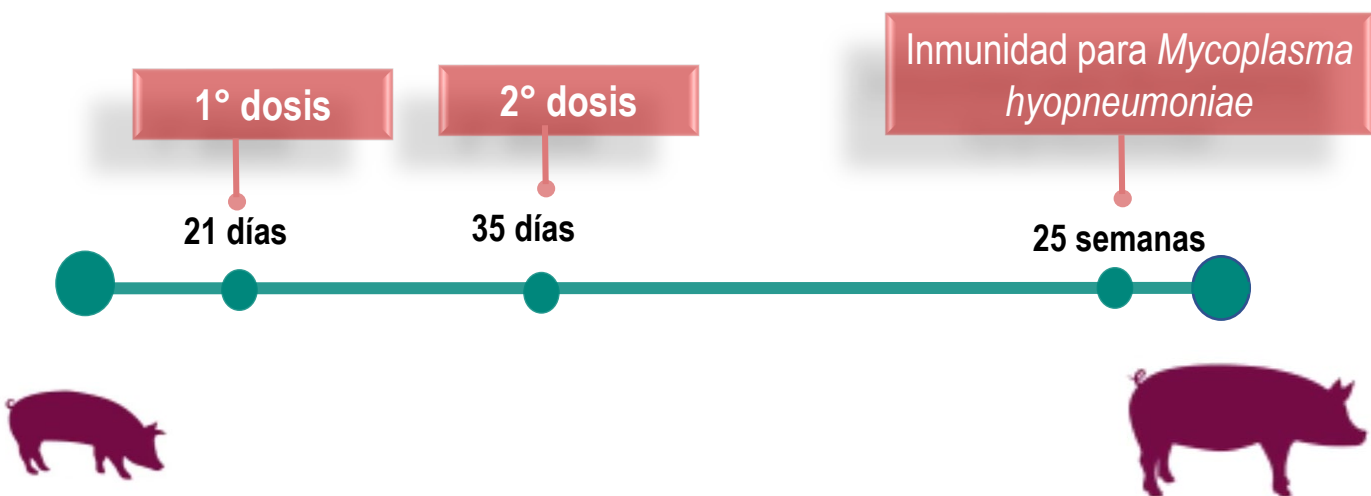 1° dosis
2° dosis
Inmunidad para Mycoplasma
hyopneumoniae
21 días
35 días
25 semanas